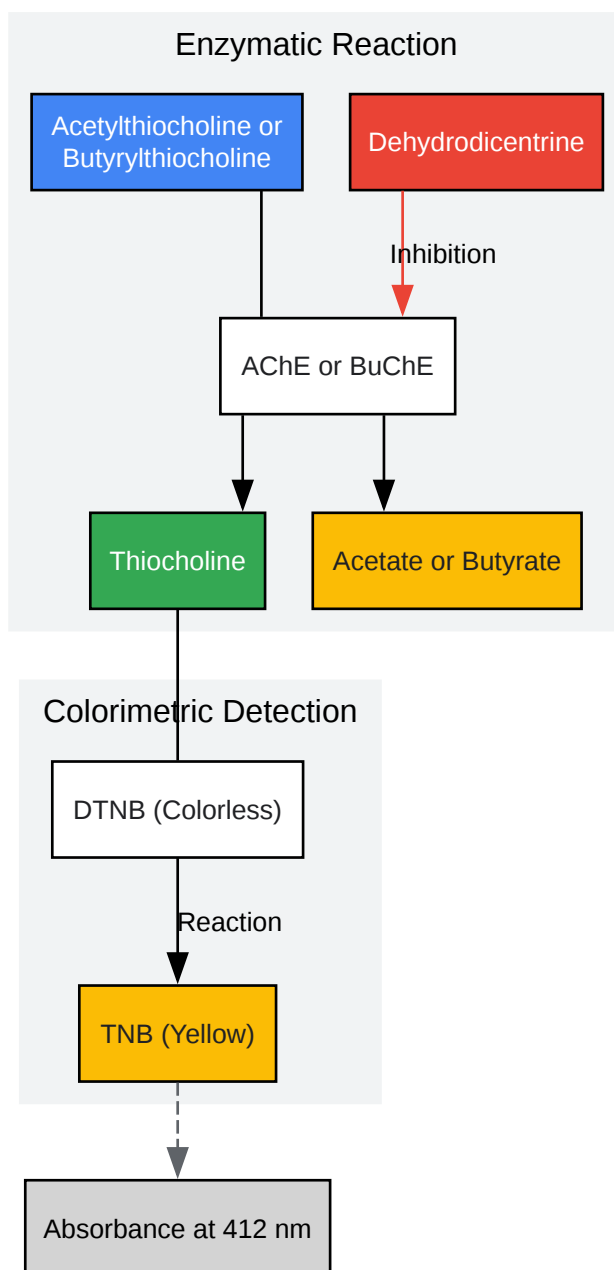 Enzymatic Reaction
Acetylthiocholine or
Butyrylthiocholine
Dehydrodicentrine
Inhibition
AChE or BuChE
Thiocholine
Acetate or Butyrate
Colorimetric Detection
DTNB (Colorless)
Reaction
TNB (Yellow)
Absorbance at 412 nm